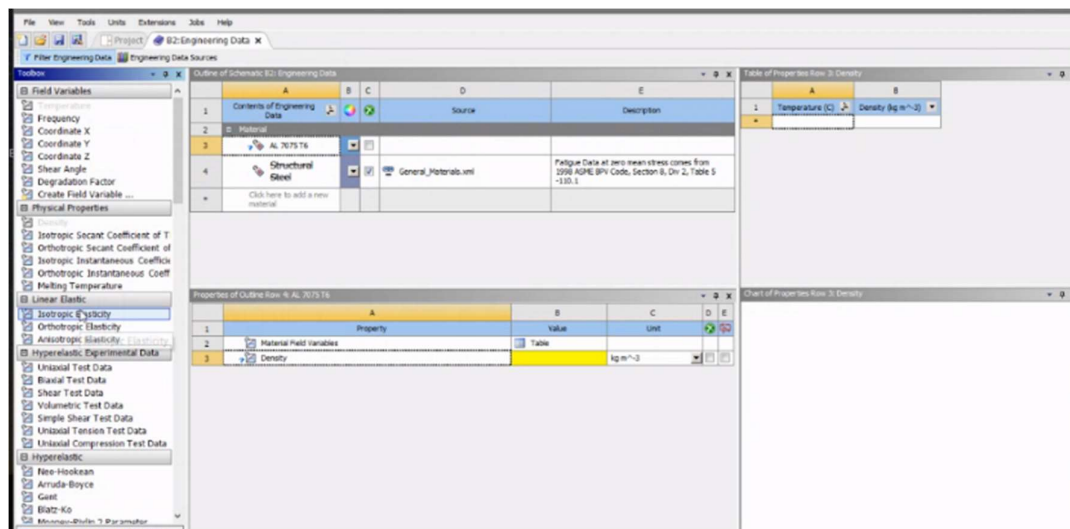 File View Tools Units Extensions Jobs Help
Project B2:Engineering Data
Filter Engineering Data Engineering Data Sources
Toolbox
Field Variables
Temperature
Frequency
Coordinate X
Coordinate Y
Coordinate Z
Shear Angle
Degradation Factor
Create Field Variable ...
Physical Properties
Density
Isotropic Secant Coefficient of T
Orthotropic Secant Coefficient of
Isotropic Instantaneous Coefficie
Orthotropic Instantaneous Coeff
Melting Temperature
Linear Elastic
Isotropic Elasticity
Orthotropic Elasticity
Anisotropic Elasticity
Hyperelastic Experimental Data
Uniaxial Test Data
Biaxial Test Data
Shear Test Data
Volumetric Test Data
Simple Shear Test Data
Uniaxial Tension Test Data
Uniaxial Compression Test Data
Hyperelastic
Neo-Hookean
Arruda-Boyce
Gent
Blatz-Ko
Mooney-Rivlin 2 Parameter
Outline of Schematic B2: Engineering Data
A B C D E
1 Contents of Engineering Data Source Description
2 Material
3 AL 7075 T6
4 Structural Steel General_Materials.xml Fatigue Data at zero mean stress comes from
1998 ASME BPV Code, Section 8, Div 2, Table 5
-110.1
* Click here to add a new
material
Properties of Outline Row 4: AL 7075 T6
A B C D E
1 Property Value Unit
2 Material Field Variables Table
3 Density kg m^-3
Table of Properties Row 3: Density
A B
1 Temperature (C) Density (kg m^-3)
*
Chart of Properties Row 3: Density